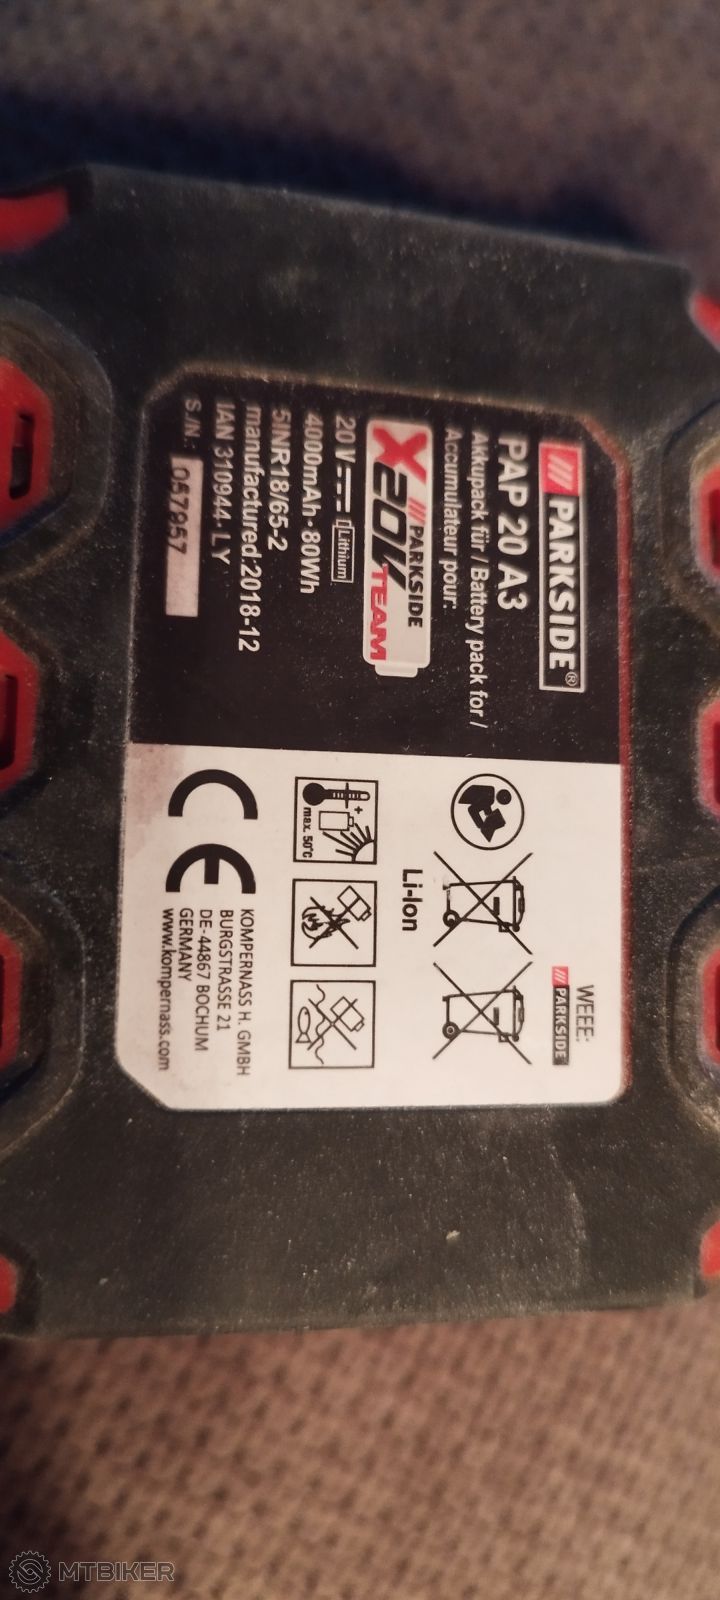 /// PARKSIDE®
PAP 20 A3
Akkupack für / Battery pack for /
Accumulateur pour:
/// PARKSIDE
X20V TEAM
20 V Lithium
4000mAh · 80Wh
5INR18/65-2
manufactured:2018-12
IAN 310944 - LY
S/N.: 057957
WEEE:
/// PARKSIDE®
Li-Ion
+
max. 50°C
CE
KOMPERNASS H. GMBH
BURGSTRASSE 21
DE-44867 BOCHUM
GERMANY
www.kompernass.com
MTBIKER